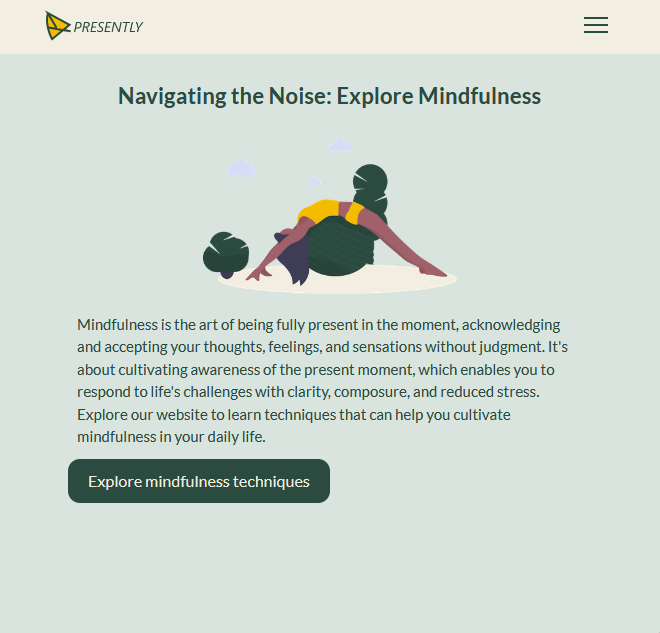 PRESENTLY
Navigating the Noise: Explore Mindfulness
Mindfulness is the art of being fully present in the moment, acknowledging
and accepting your thoughts, feelings, and sensations without judgment. It's
about cultivating awareness of the present moment, which enables you to
respond to life's challenges with clarity, composure, and reduced stress.
Explore our website to learn techniques that can help you cultivate
mindfulness in your daily life.
Explore mindfulness techniques